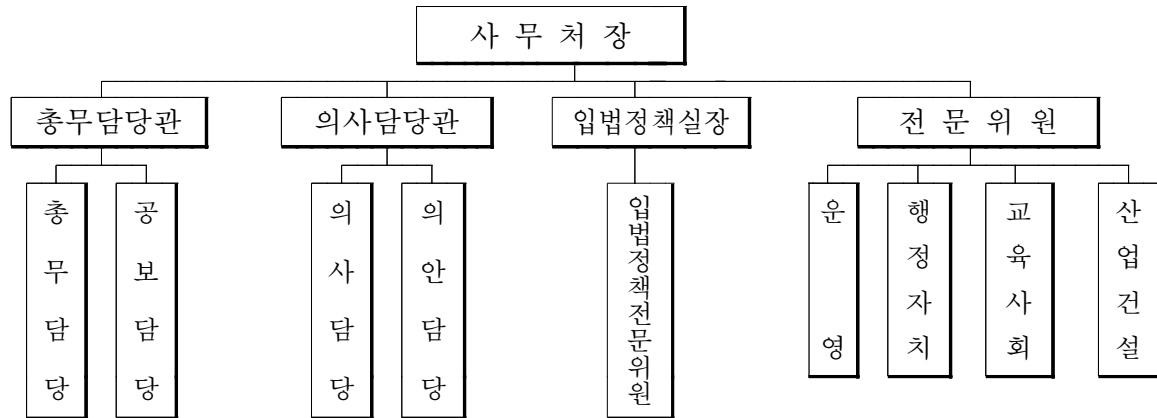 사 무 처 장
총무담당관
의사담당관
입법정책실장
전 문 위 원
총무담당
공보담당
의사담당
의안담당
입법정책전문위원
운영
행정자치
교육사회
산업건설